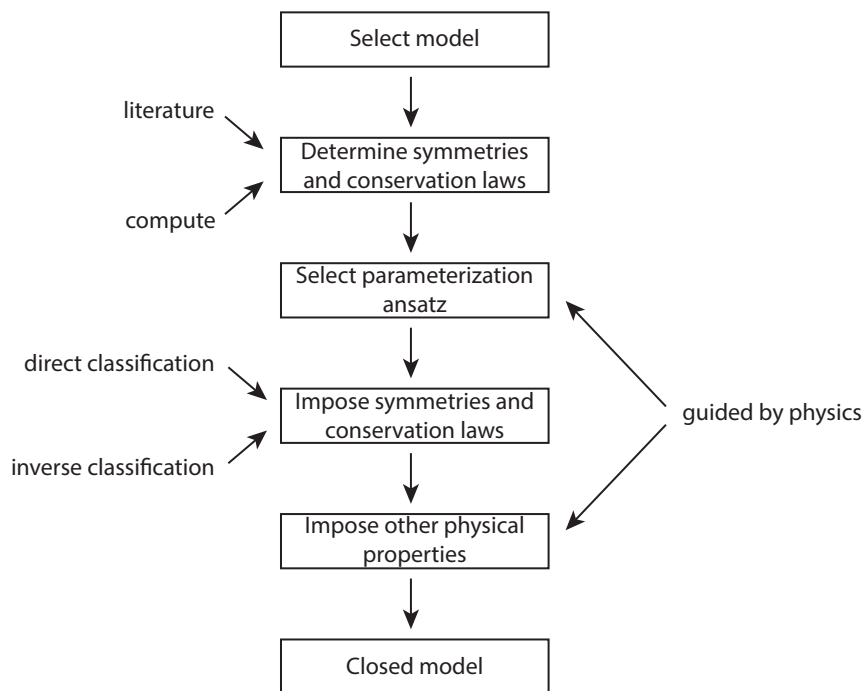 Select model
literature
Determine symmetries
and conservation laws
compute
Select parameterization
ansatz
direct classification
Impose symmetries and
conservation laws
guided by physics
inverse classification
Impose other physical
properties
Closed model